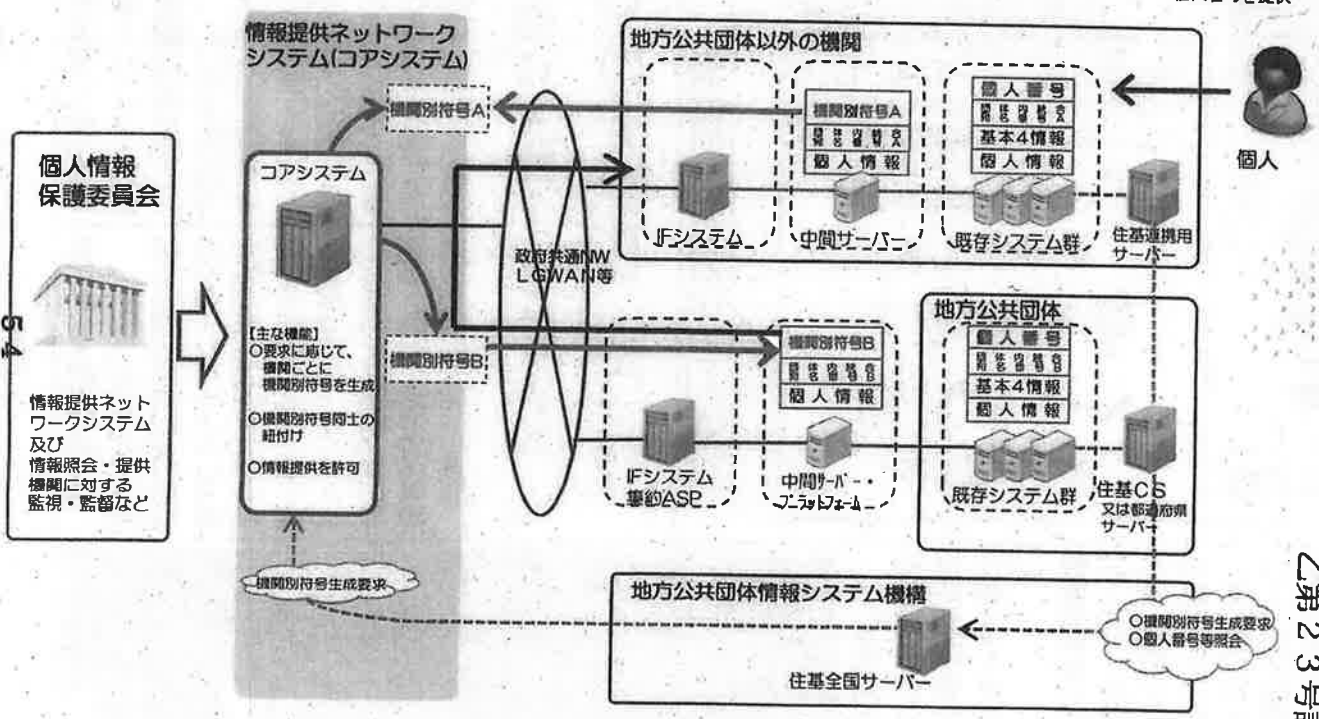 情報提供ネットワーク
システム(コアシステム)
機関別符号A
個人情報
保護委員会
情報提供ネット
ワークシステム
及び
情報照会・提供
機関に対する
監視・監督など
54
コアシステム
【主な機能】
〇要求に応じて、
機関ごとに
機関別符号を生成
〇機関別符号同士の
紐付け
〇情報提供を許可
機関別符号B
機関別符号生成要求
政府共通NW
LGWAN等
地方公共団体以外の機関
IFシステム
機関別符号A
個人情報
中間サーバー
個人番号
基本4情報
個人情報
既存システム群
住基連携用
サーバー
個人
IFシステム
集約ASP
機関別符号B
個人情報
中間サーバー・
プラットフォーム
地方公共団体
個人番号
基本4情報
個人情報
既存システム群
住基CS
又は都道府県
サーバー
地方公共団体情報システム機構
住基全国サーバー
〇機関別符号生成要求
〇個人番号等照会
乙第23号